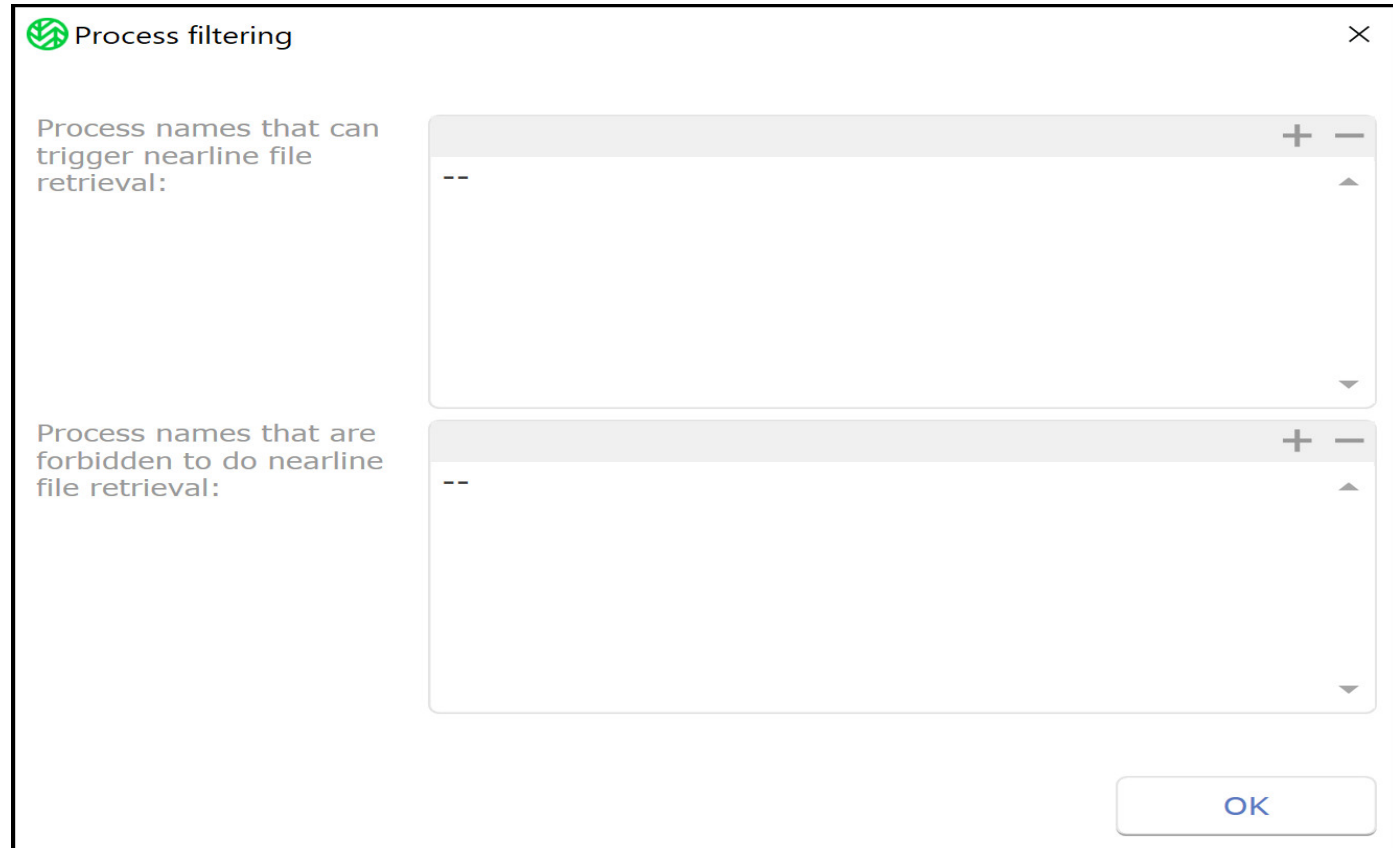 Process filtering
Process names that can
trigger nearline file
retrieval:
--
Process names that are
forbidden to do nearline
file retrieval:
--
OK